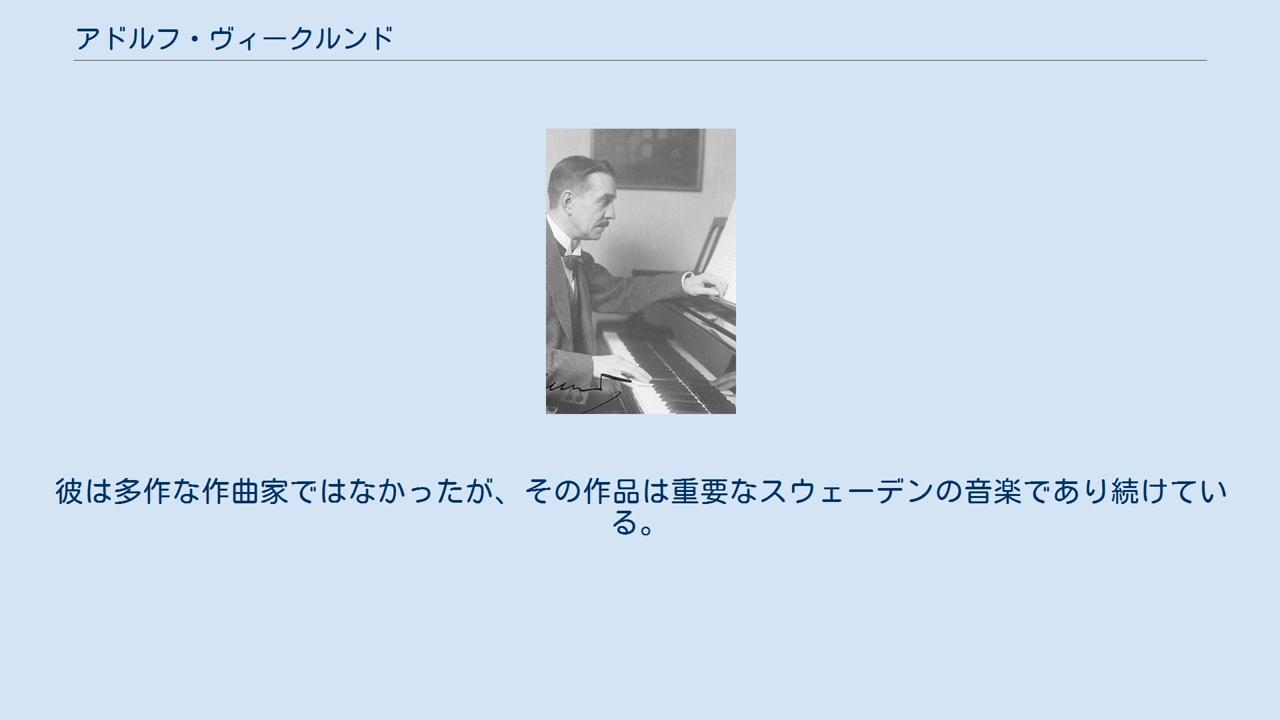 アドルフ・ヴィークルンド
彼は多作な作曲家ではなかったが、その作品は重要なスウェーデンの音楽であり続けてい
る。